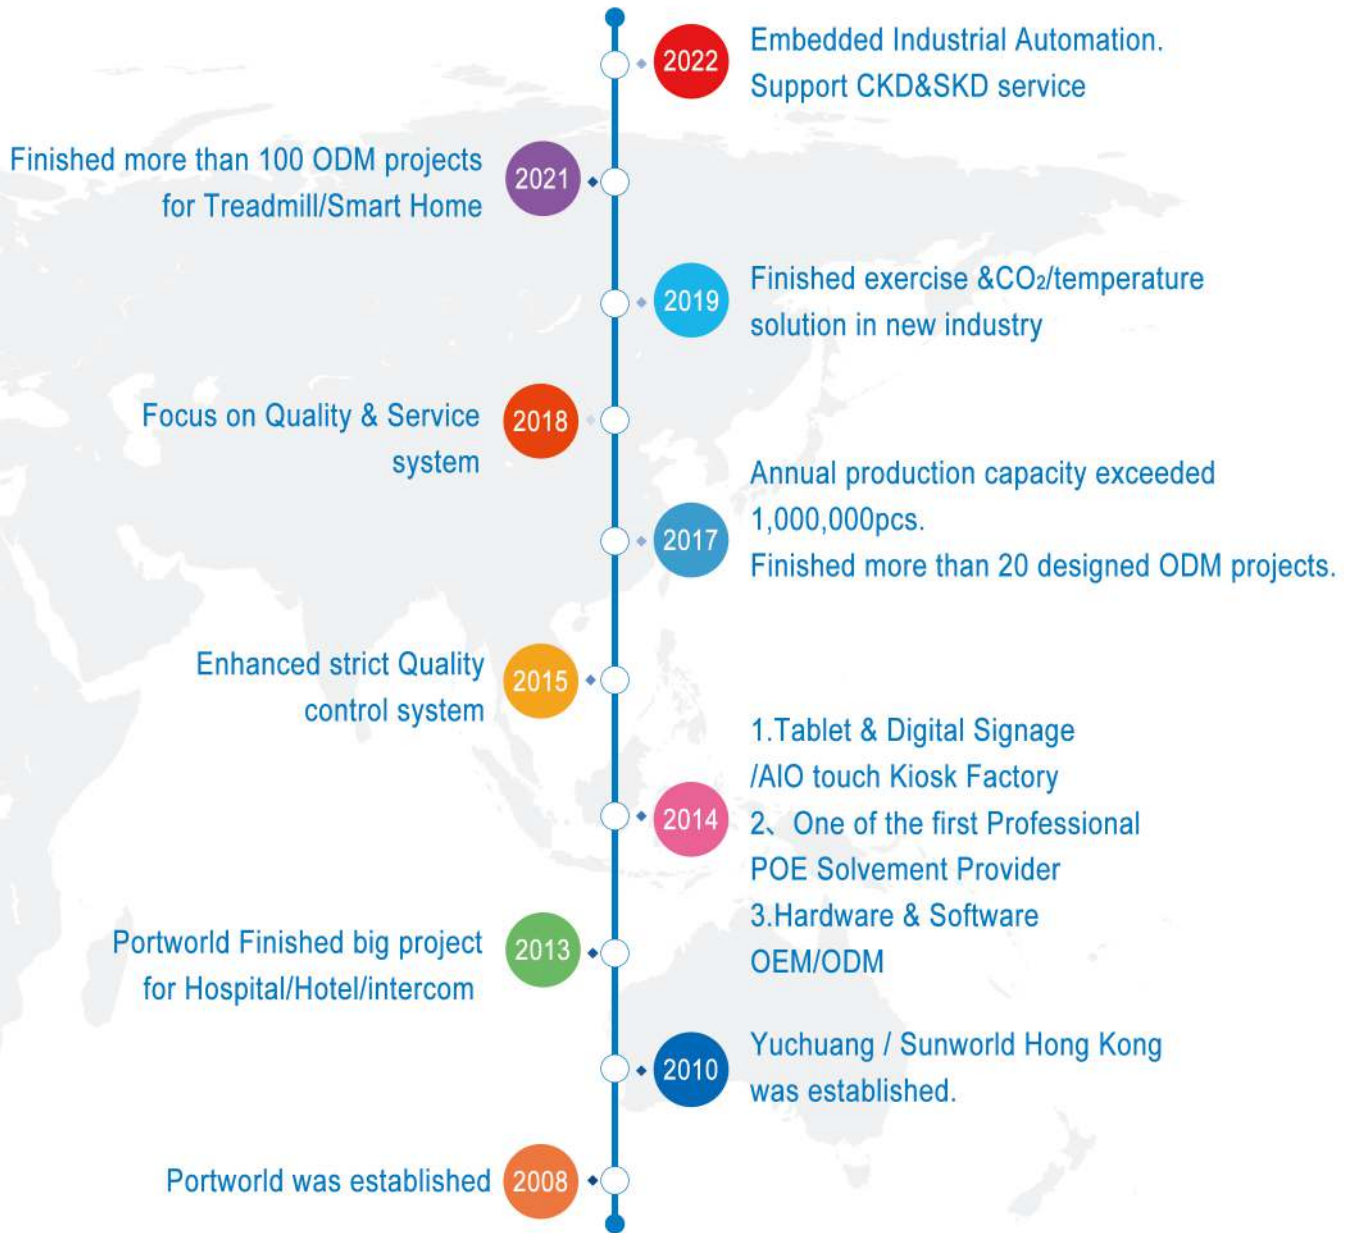 2022
Embedded Industrial Automation.
Support CKD&SKD service
Finished more than 100 ODM projects
for Treadmill/Smart Home
2021
2019
Finished exercise &CO₂/temperature
solution in new industry
Focus on Quality & Service
system
2018
2017
Annual production capacity exceeded
1,000,000pcs.
Finished more than 20 designed ODM projects.
Enhanced strict Quality
control system
2015
2014
1.Tablet & Digital Signage
/AIO touch Kiosk Factory
2、One of the first Professional
POE Solvement Provider
3.Hardware & Software
OEM/ODM
Portworld Finished big project
for Hospital/Hotel/intercom
2013
2010
Yuchuang / Sunworld Hong Kong
was established.
Portworld was established
2008